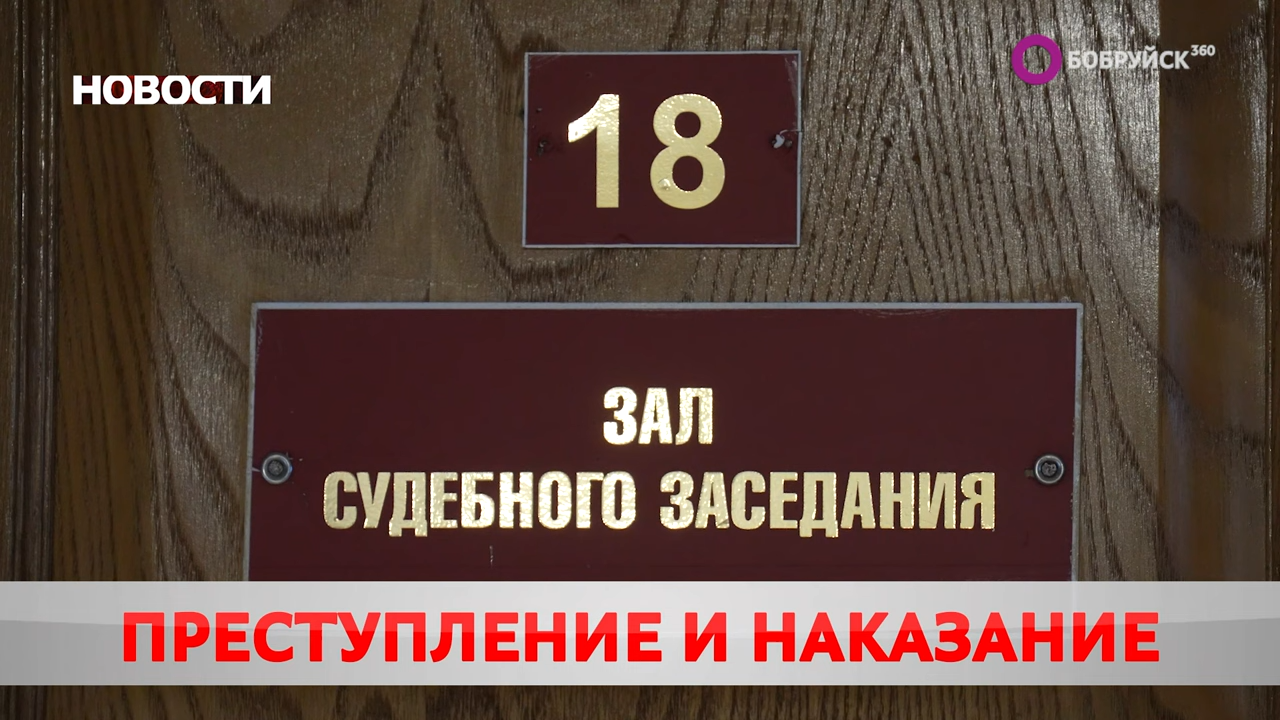 НОВОСТИ
БОБРУЙСК360
18
ЗАЛ
СУДЕБНОГО ЗАСЕДАНИЯ
ПРЕСТУПЛЕНИЕ И НАКАЗАНИЕ